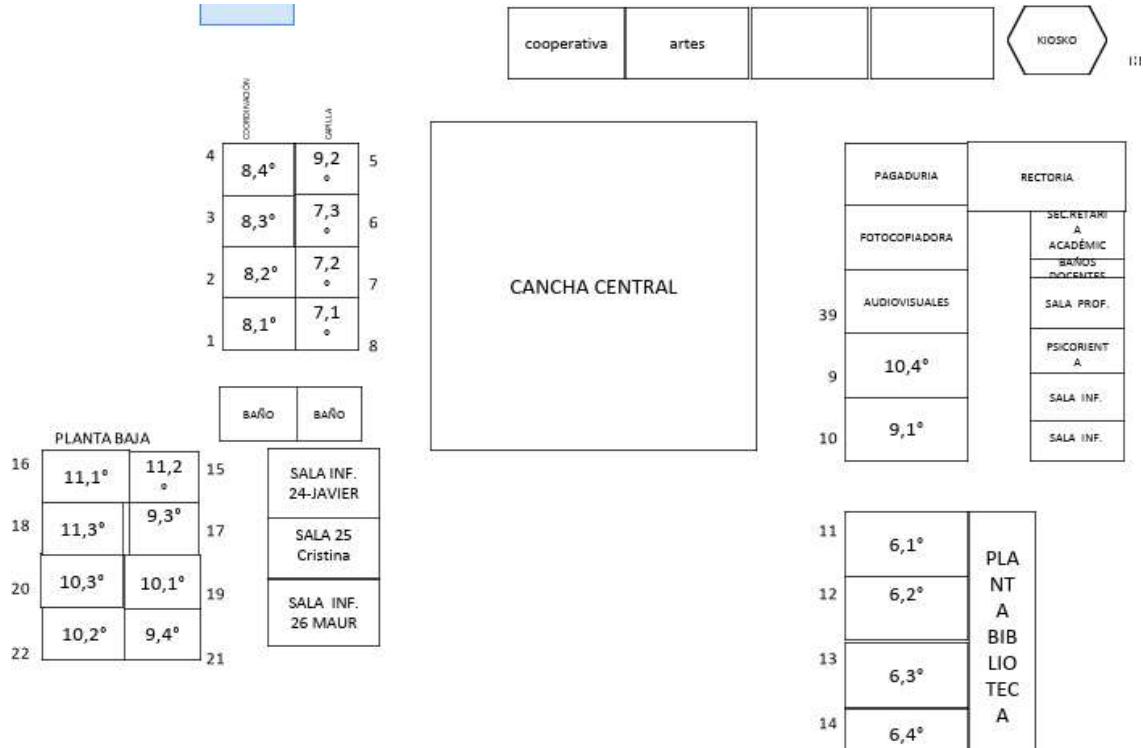 cooperativa
artes
KIOSKO
COORDINACIÓN
CAPILLA
4
8,4°
9,2
°
5
3
8,3°
7,3
°
6
2
8,2°
7,2
°
7
1
8,1°
7,1
°
8
BAÑO
BAÑO
CANCHA CENTRAL
PAGADURIA
RECTORIA
FOTOCOPIADORA
SEC.RETARI
A
ACADÉMIC
BAÑOS
DOCENTES
39
AUDIOVISUALES
SALA PROF.
9
10,4°
PSICORIENT
A
SALA INF.
10
9,1°
SALA INF.
PLANTA BAJA
16
11,1°
11,2
°
15
18
11,3°
9,3°
17
20
10,3°
10,1°
19
22
10,2°
9,4°
21
SALA INF.
24-JAVIER
SALA 25
Cristina
SALA INF.
26 MAUR
11
6,1°
12
6,2°
13
6,3°
14
6,4°
PLA
NT
A
BIB
LIO
TEC
A